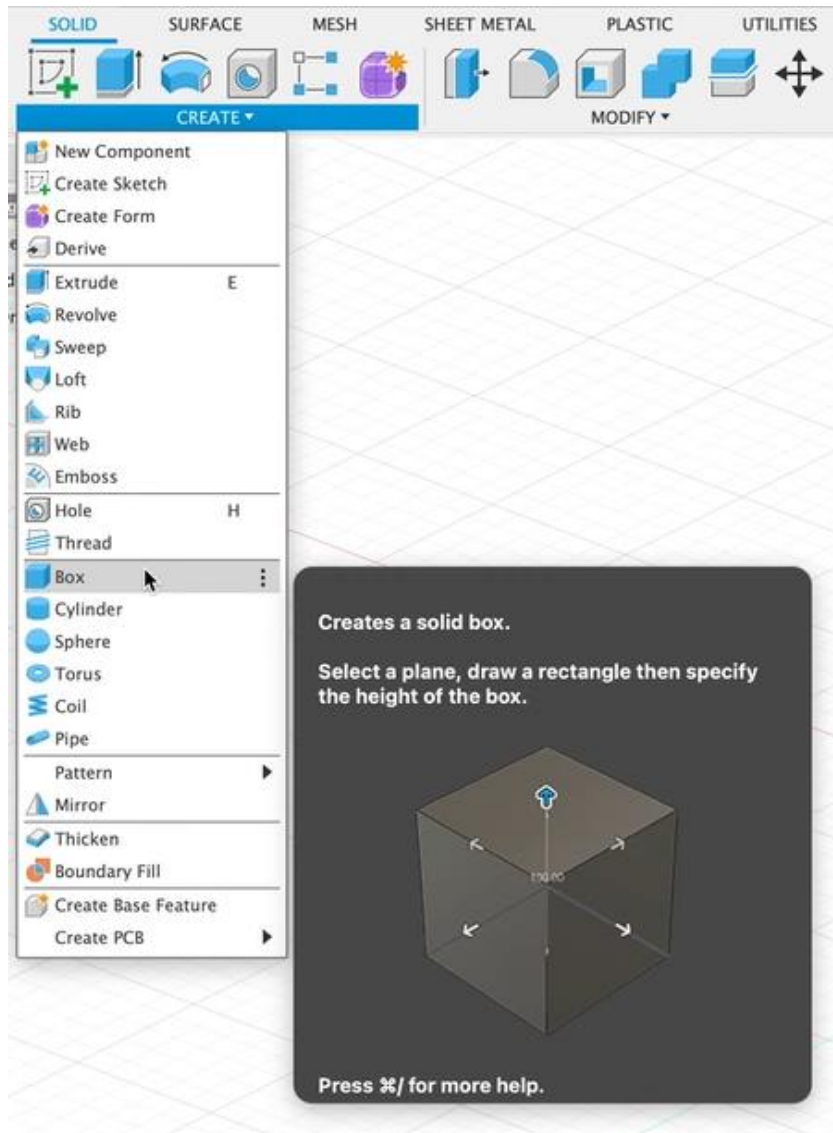 SOLID SURFACE MESH SHEET METAL PLASTIC UTILITIES
CREATE ▾ MODIFY ▾
New Component
Create Sketch
Create Form
Derive
Extrude E
Revolve
Sweep
Loft
Rib
Web
Emboss
Hole H
Thread
Box
Cylinder
Sphere
Torus
Coil
Pipe
Pattern
Mirror
Thicken
Boundary Fill
Create Base Feature
Create PCB
Creates a solid box.
Select a plane, draw a rectangle then specify
the height of the box.
Press ⌘/ for more help.